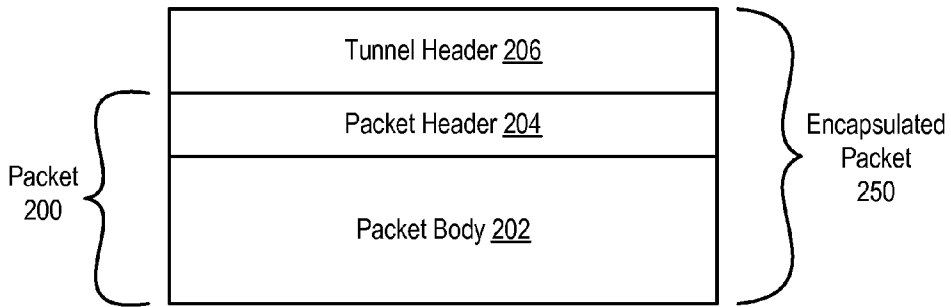 Tunnel Header 206
Packet Header 204
Packet Body 202
Packet
200
Encapsulated
Packet
250